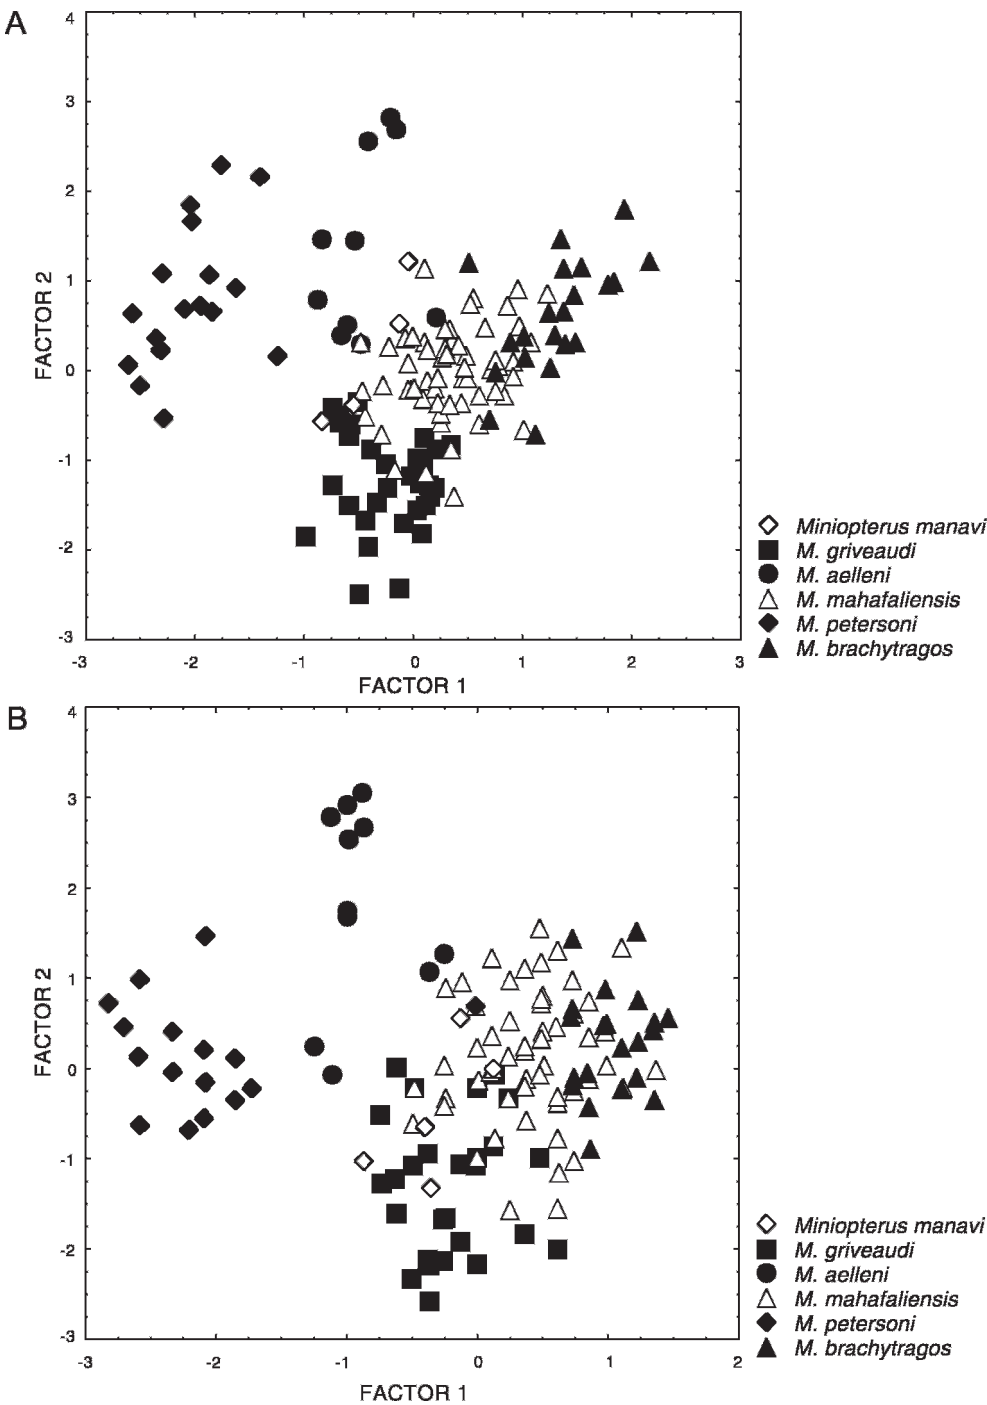 A
4
3
2
1
0
-1
-2
-3
FACTOR 2
-3 -2 -1 0 1 2 3
FACTOR 1
Miniopterus manavi
M. griveaudi
M. aelleni
M. mahafaliensis
M. petersoni
M. brachytragos
B
4
3
2
1
0
-1
-2
-3
FACTOR 2
-3 -2 -1 0 1 2
FACTOR 1
Miniopterus manavi
M. griveaudi
M. aelleni
M. mahafaliensis
M. petersoni
M. brachytragos